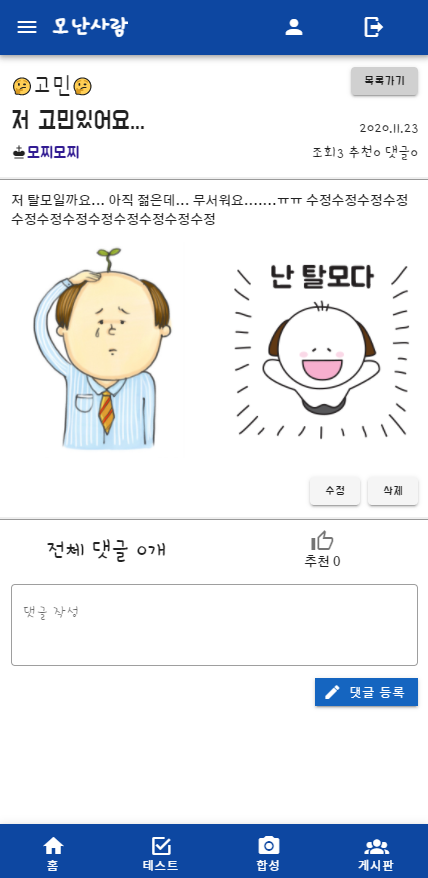 모난사람
고민
목록가기
저 고민있어요...
2020.11.23
모찌모찌
조회3 추천0 댓글0
저 탈모일까요... 아직 젊은데... 무서워요.......ㅠㅠ 수정수정수정수정
수정수정수정수정수정수정수정수정
난 탈모다
수정
삭제
전체 댓글 0개
추천 0
댓글 작성
댓글 등록
홈
테스트
합성
게시판